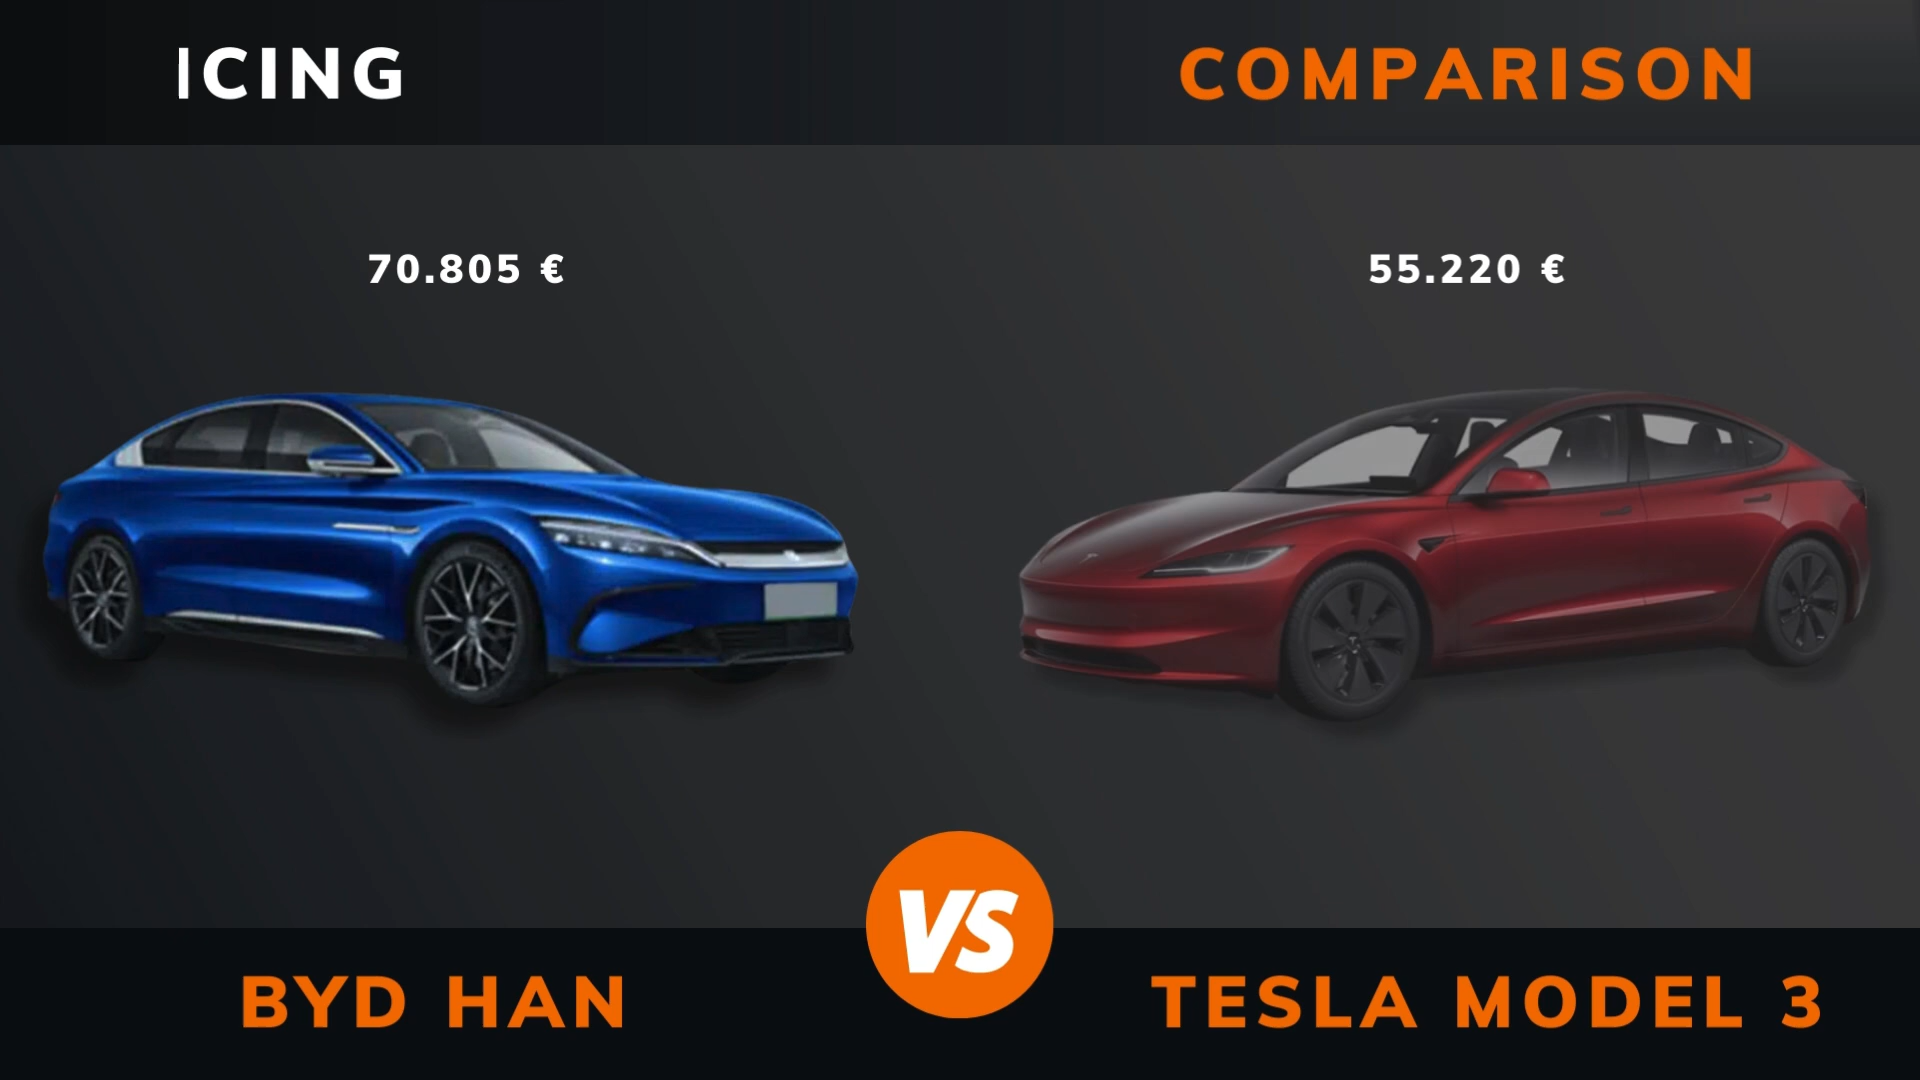 ICING COMPARISON
70.805 € 55.220 €
VS
BYD HAN TESLA MODEL 3